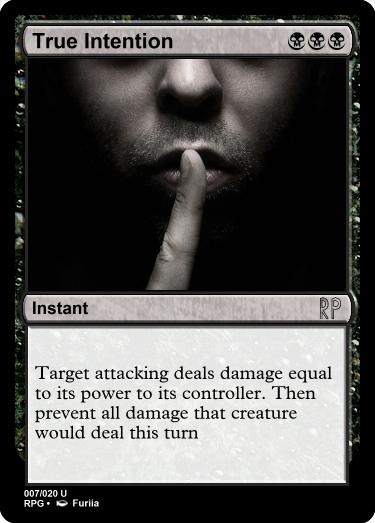 True Intention
Instant
RP
Target attacking deals damage equal
to its power to its controller. Then
prevent all damage that creature
would deal this turn
007/020 U
RPG • Furiia